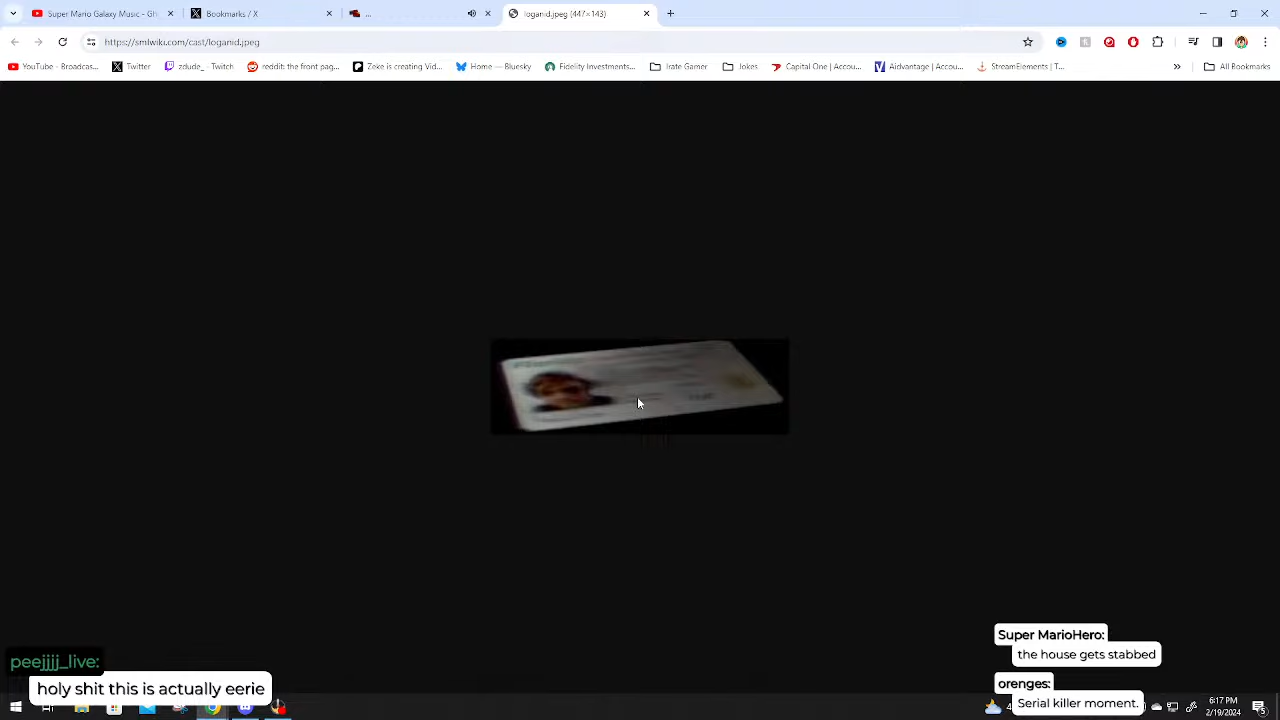 Super Mario Galaxy Music - Gh
Bookmarks / X
...
loganid.jpeg (447×143)
https://smlwiki.com/cast/loganid.jpeg
YouTube - Broadcas...
Twitter
zdude_ - Twitch
reddit: the front pag...
Zeke is creating Vid...
Home — Bluesky
Fidelity Investments...
Irate Gamer
Jokes
Capital One | Accou...
AAdvantage | Accou...
StreamElements | T...
»
All Bookmarks
Super MarioHero:
the house gets stabbed
peejjjj_live:
holy shit this is actually eerie
orenges:
Serial killer moment.
6:17 PM
2/19/2024